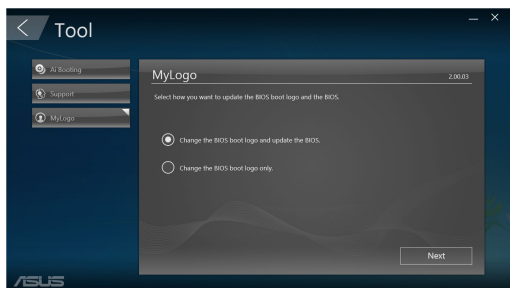 Tool
Ai Booting
Support
MyLogo
MyLogo
2.00.03
Select how you want to update the BIOS boot logo and the BIOS.
Change the BIOS boot logo and update the BIOS.
Change the BIOS boot logo only.
Next
ASUS